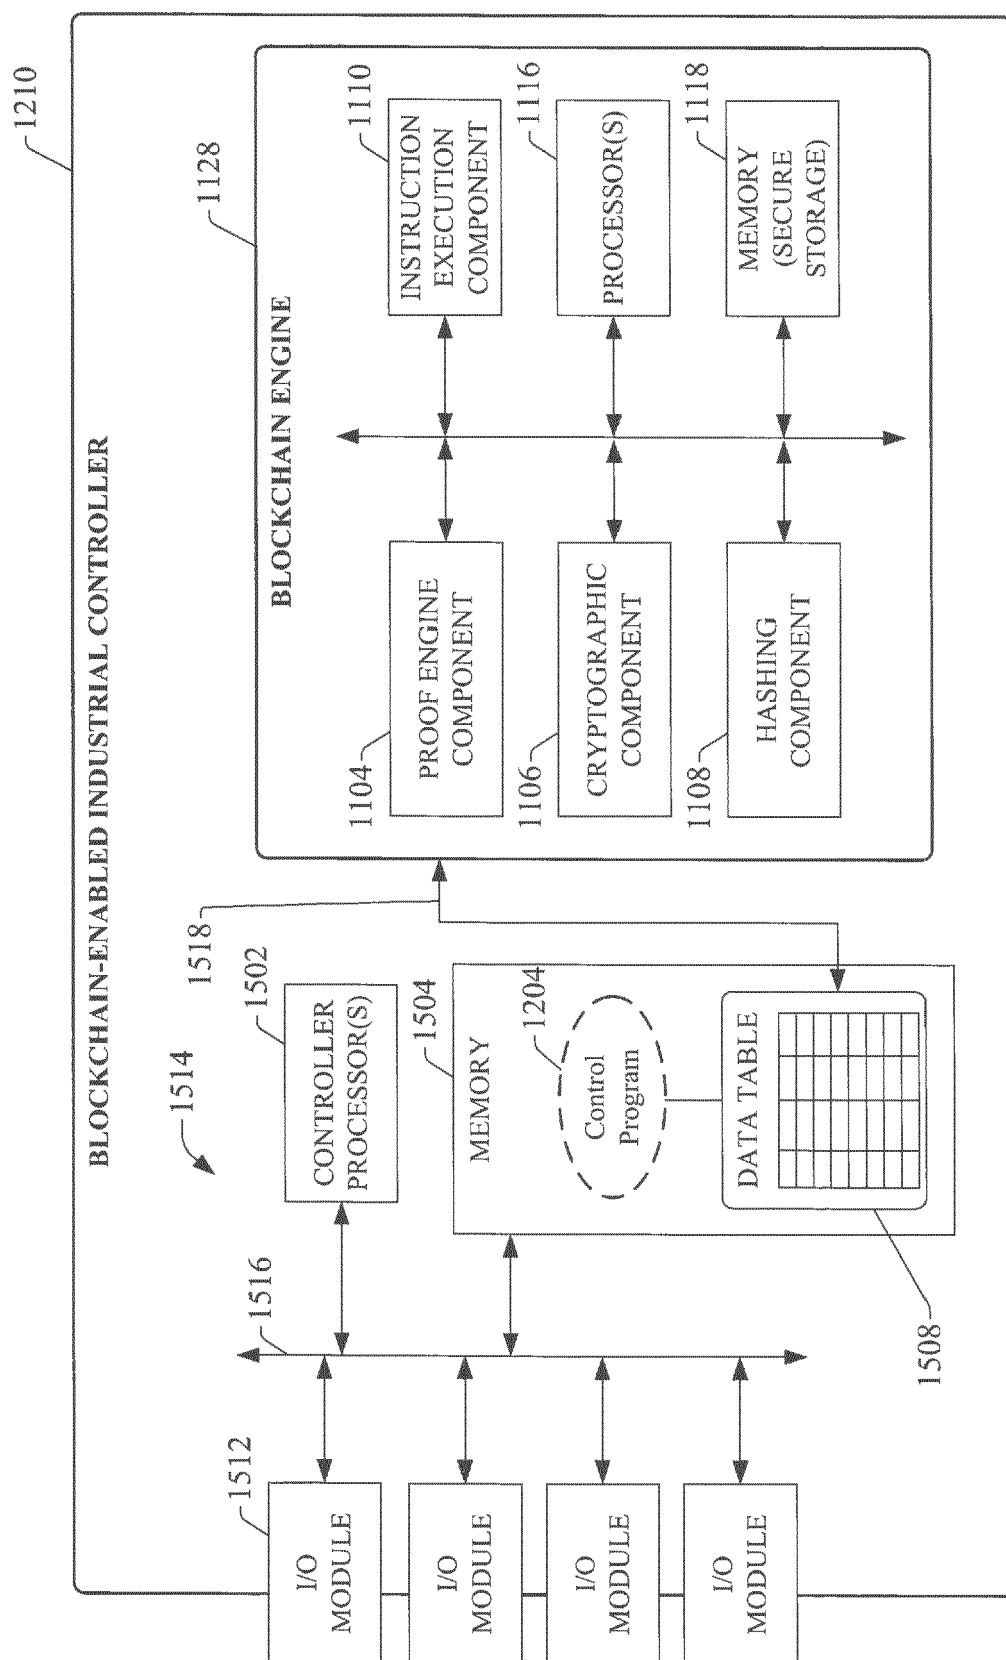 1210
BLOCKCHAIN-ENABLED INDUSTRIAL CONTROLLER
1128
BLOCKCHAIN ENGINE
1110
INSTRUCTION
EXECUTION
COMPONENT
1116
PROCESSOR(S)
1118
MEMORY
(SECURE
STORAGE)
1104
PROOF ENGINE
COMPONENT
1106
CRYPTOGRAPHIC
COMPONENT
1108
HASHING
COMPONENT
1518
1514
1502
CONTROLLER
PROCESSOR(S)
1504
MEMORY
1204
Control
Program
DATA TABLE
1508
1516
1512
I/O
MODULE
I/O
MODULE
I/O
MODULE
I/O
MODULE